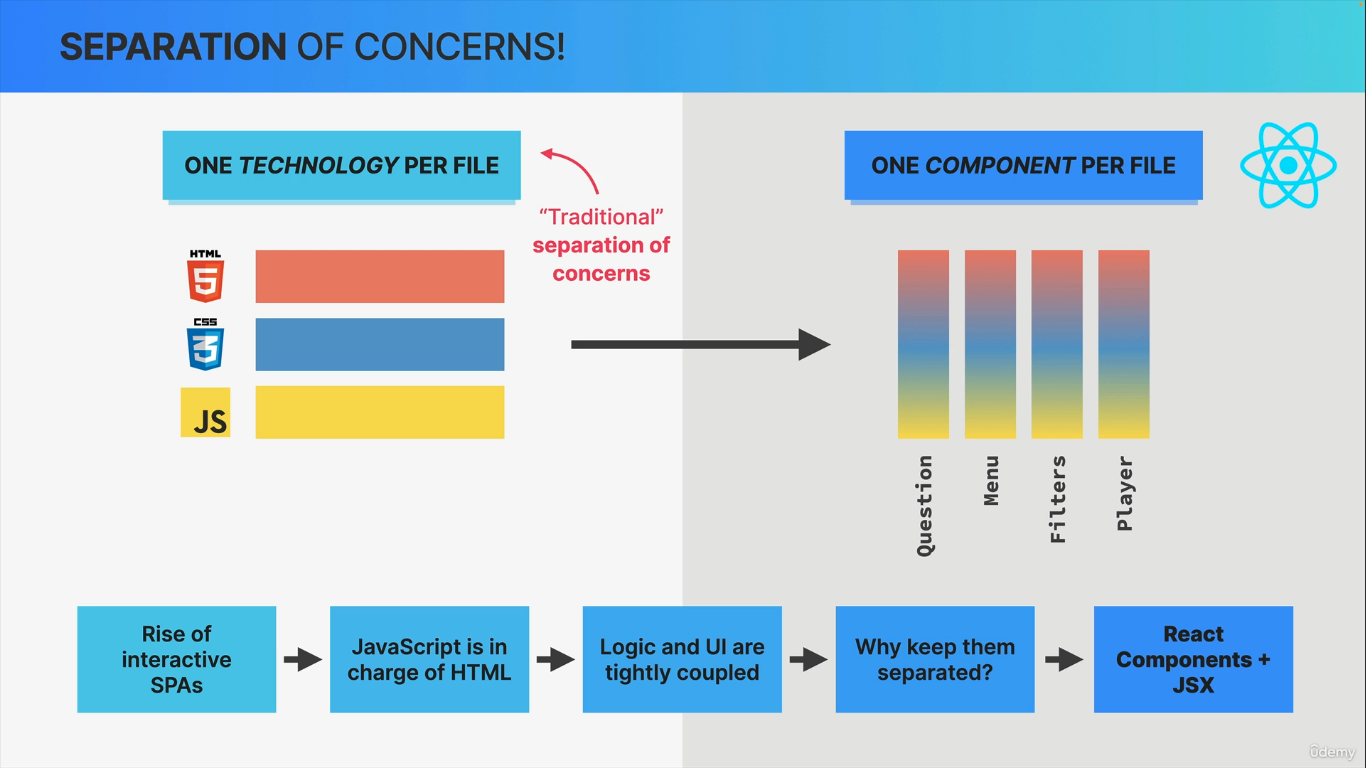 SEPARATION OF CONCERNS!
ONE TECHNOLOGY PER FILE
“Traditional”
separation of
concerns
HTML
5
CSS
3
JS
ONE COMPONENT PER FILE
Question
Menu
Filters
Player
Rise of
interactive
SPAs
JavaScript is in
charge of HTML
Logic and UI are
tightly coupled
Why keep them
separated?
React
Components +
JSX
ûdemy